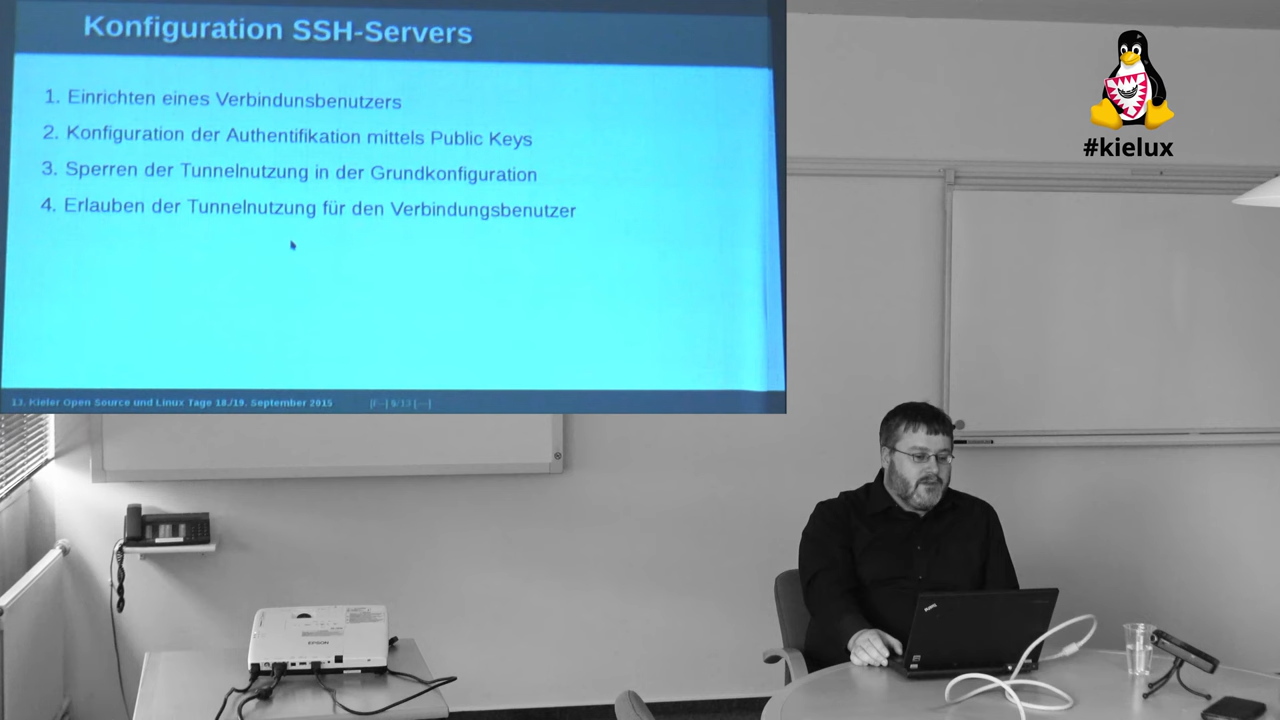 Konfiguration SSH-Servers
1. Einrichten eines Verbindunsbenutzers
2. Konfiguration der Authentifikation mittels Public Keys
3. Sperren der Tunnelnutzung in der Grundkonfiguration
4. Erlauben der Tunnelnutzung für den Verbindungsbenutzer
13. Kieler Open Source und Linux Tage 18./19. September 2015
#kielux
EPSON
ThinkPad